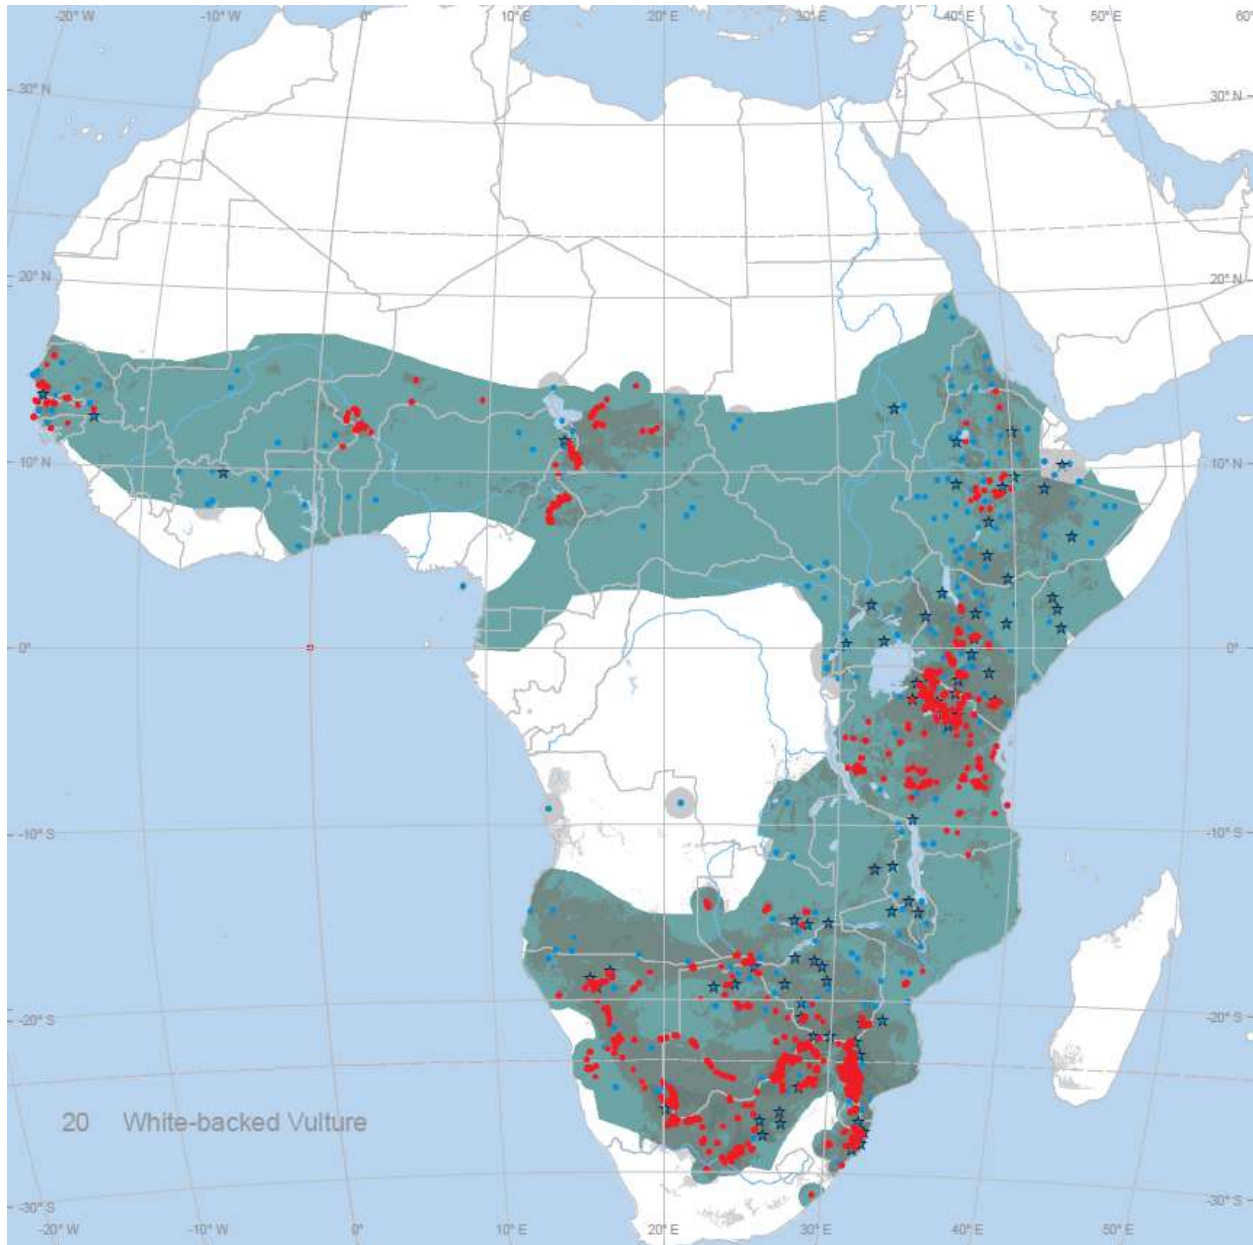 -20° W -10° W 0° 10° E 20° E 30° E 40° E 50° E 60°
30° N 30° N
20° N 20° N
10° N 10° N
0° 0°
-10° S -10° S
-20° S -20° S
20 White-backed Vulture
-30° S -30° S
-20° W -10° W 0° 10° E 20° E 30° E 40° E 50° E